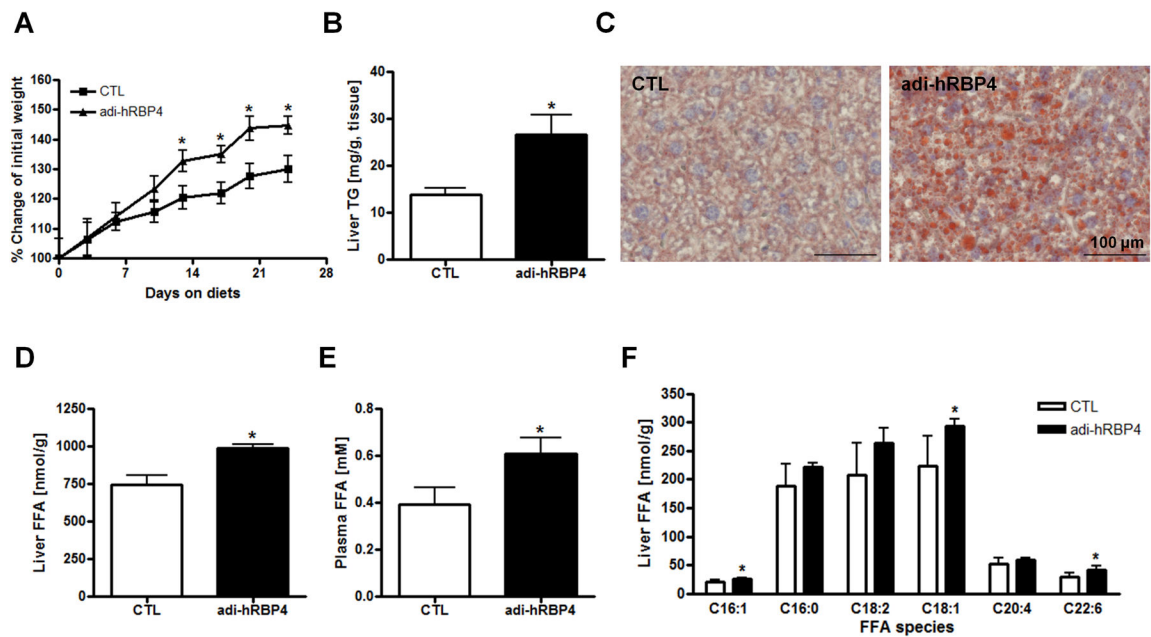 A
% Change of initial weight
160
150
140
130
120
110
100
CTL
adi-hRBP4
* * * *
0 7 14 21 28
Days on diets
B
Liver TG [mg/g, tissue]
40
30
20
10
0
*
CTL adi-hRBP4
C
CTL
adi-hRBP4
100 µm
D
Liver FFA [nmol/g]
1250
1000
750
500
250
0
*
CTL adi-hRBP4
E
Plasma FFA [mM]
0.8
0.6
0.4
0.2
0.0
*
CTL adi-hRBP4
F
Liver FFA [nmol/g]
350
300
250
200
150
100
50
0
* * *
CTL
adi-hRBP4
C16:1 C16:0 C18:2 C18:1 C20:4 C22:6
FFA species